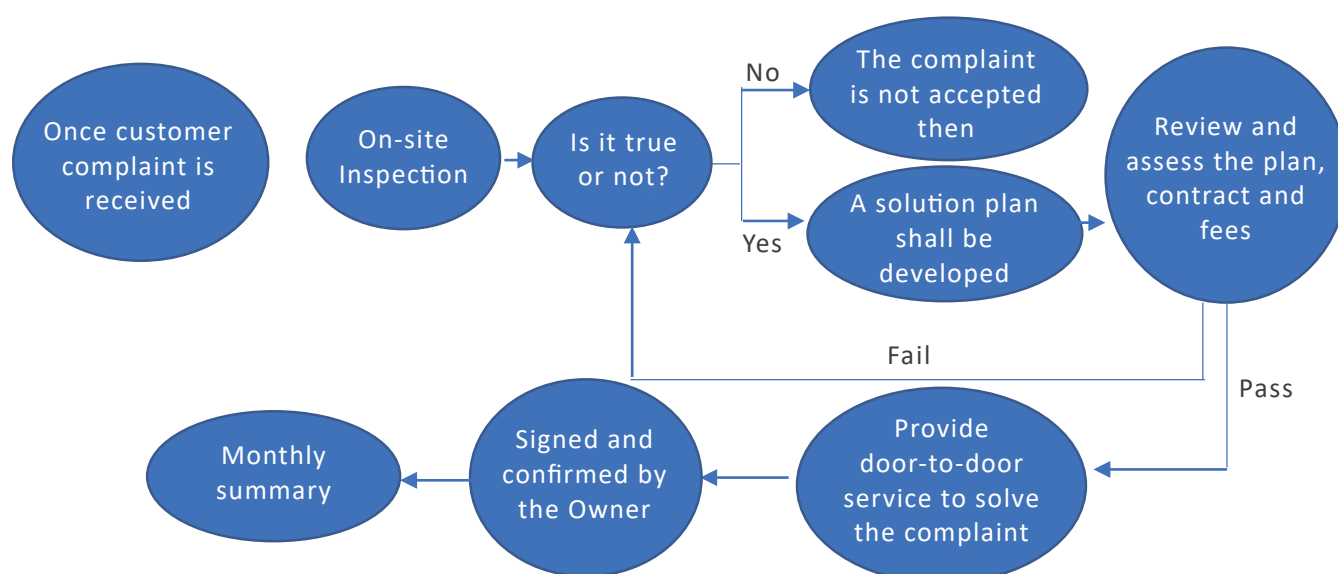 Once customer
complaint is
received
On-site
Inspection
Is it true
or not?
No
The complaint
is not accepted
then
Yes
A solution plan
shall be
developed
Review and
assess the plan,
contract and
fees
Fail
Pass
Provide
door-to-door
service to solve
the complaint
Signed and
confirmed by
the Owner
Monthly
summary